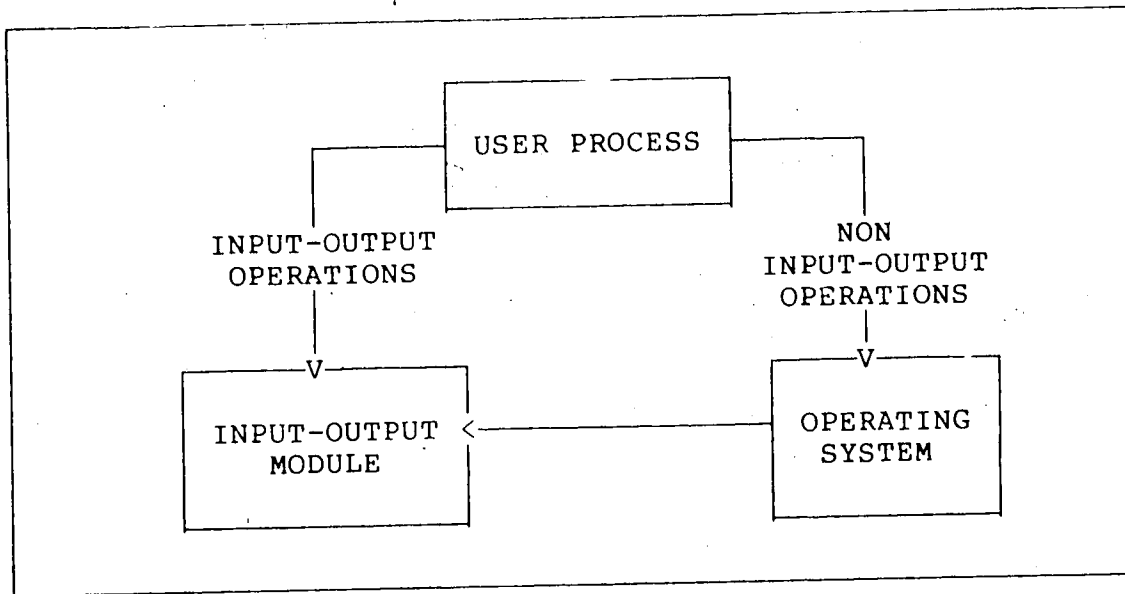 USER PROCESS
INPUT-OUTPUT
OPERATIONS
NON
INPUT-OUTPUT
OPERATIONS
INPUT-OUTPUT
MODULE
OPERATING
SYSTEM